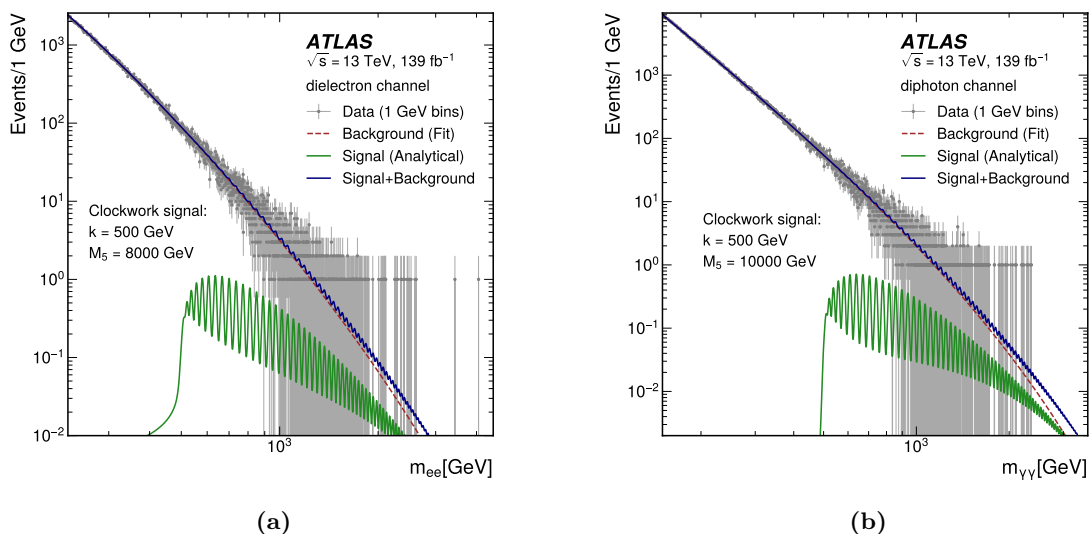 ATLAS
√s = 13 TeV, 139 fb⁻¹
dielectron channel
Data (1 GeV bins)
Background (Fit)
Signal (Analytical)
Signal+Background
Clockwork signal:
k = 500 GeV
M₅ = 8000 GeV
Events/1 GeV
10³
10²
10¹
10⁰
10⁻¹
10⁻²
10³
mₑₑ[GeV]
(a)
ATLAS
√s = 13 TeV, 139 fb⁻¹
diphoton channel
Data (1 GeV bins)
Background (Fit)
Signal (Analytical)
Signal+Background
Clockwork signal:
k = 500 GeV
M₅ = 10000 GeV
Events/1 GeV
10³
10²
10¹
10⁰
10⁻¹
10⁻²
10³
mᵧᵧ[GeV]
(b)